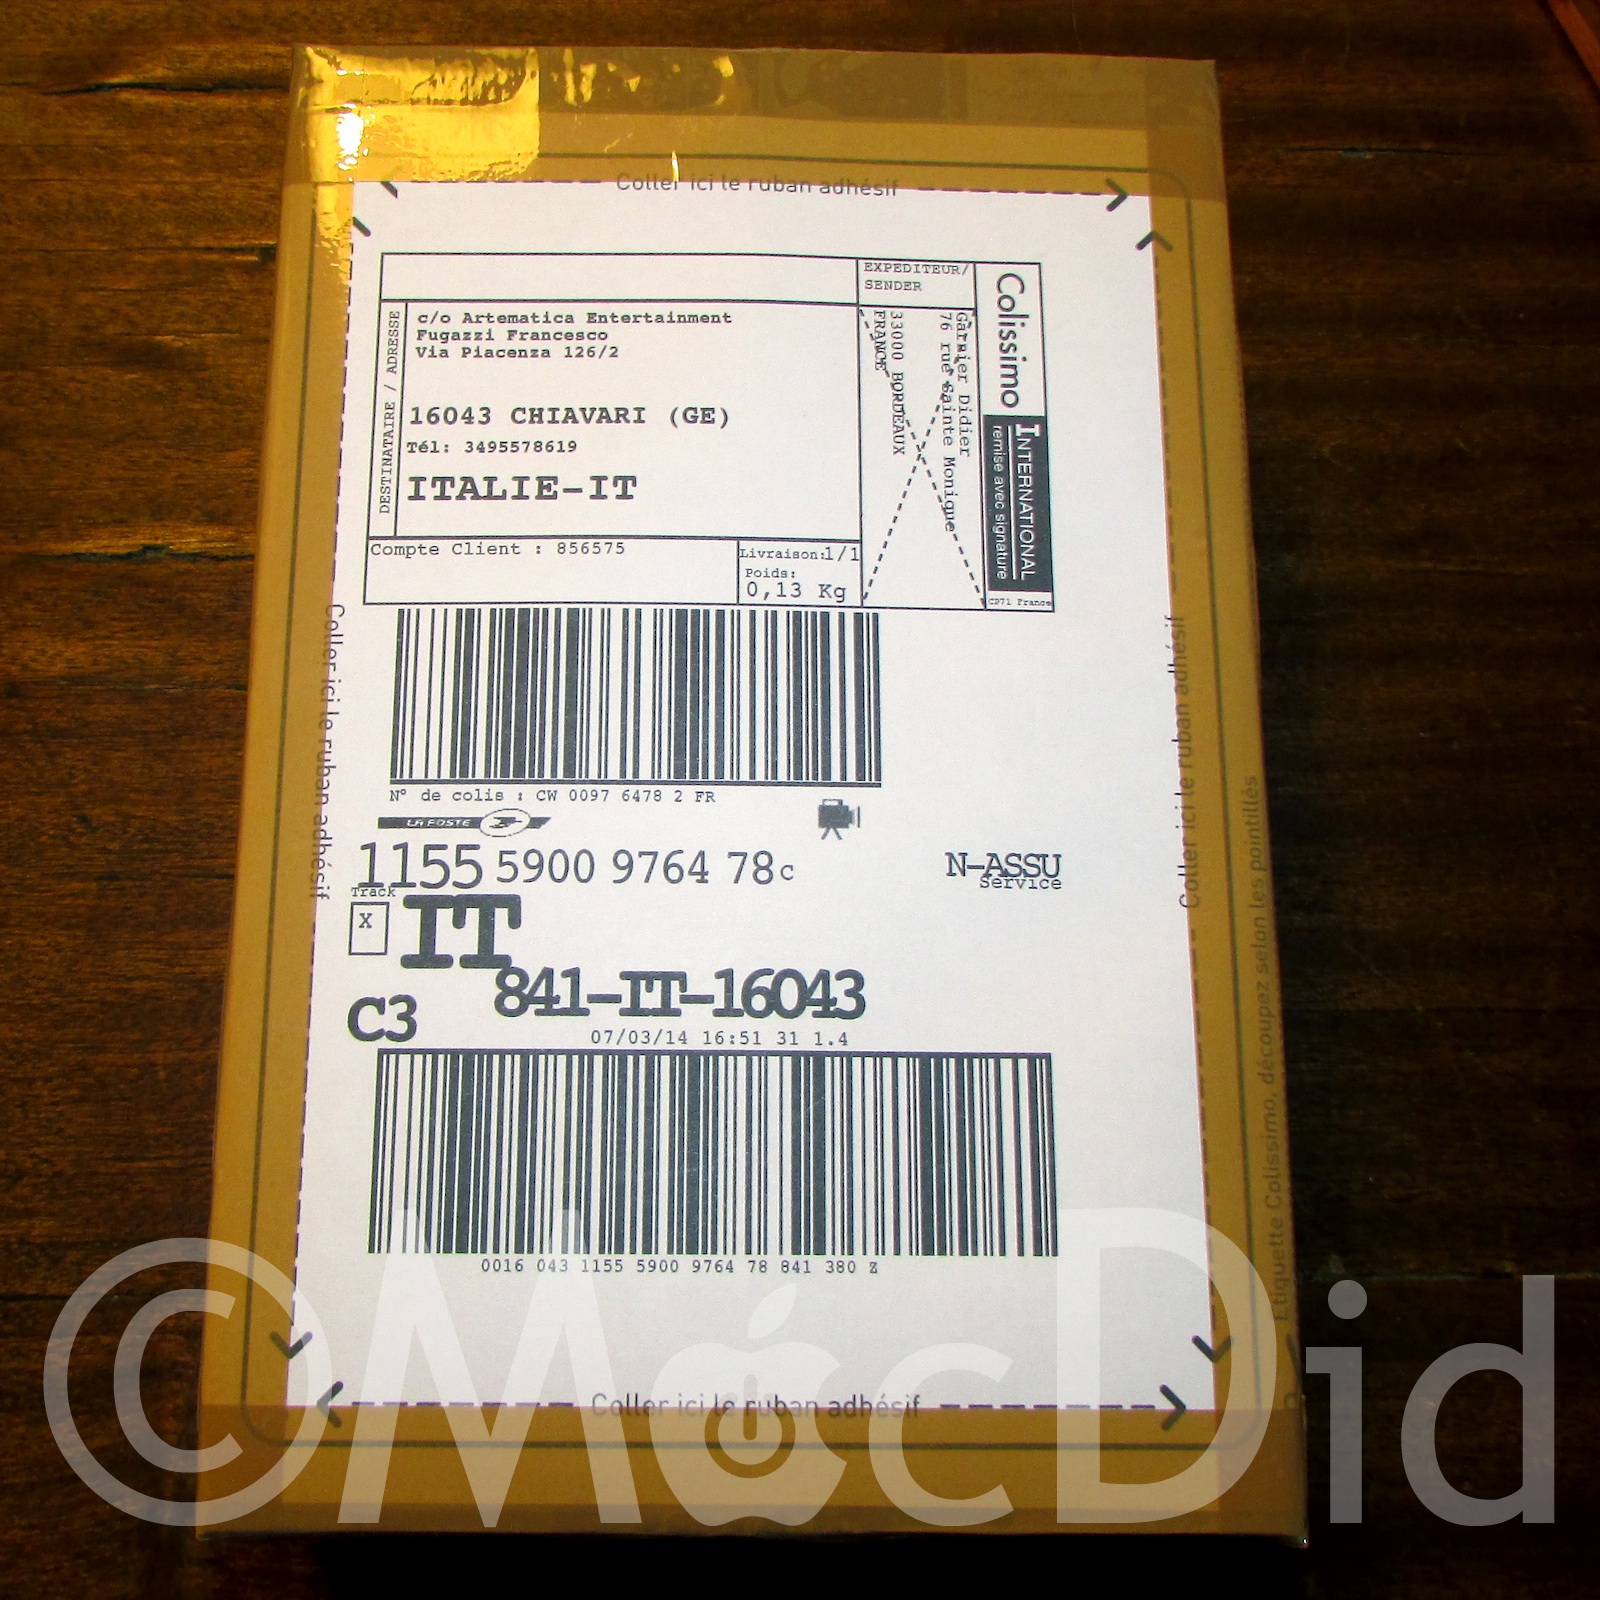 Coller ici le ruban adhésif
EXPEDITEUR/
SENDER
Garnier Didier
76 rue Sainte Monique
33000 BORDEAUX
FRANCE
Colissimo
INTERNATIONAL
remise avec signature
CP71 France
DESTINATAIRE / ADRESSE
c/o Artematica Entertainment
Fugazzi Francesco
Via Piacenza 126/2
16043 CHIAVARI (GE)
Tél: 3495578619
ITALIE-IT
Compte Client : 856575
Livraison:1/1
Poids:
0,13 Kg
Coller ici le ruban adhésif
Coller ici le ruban adhésif
N° de colis : CW 0097 6478 2 FR
LA POSTE
1155 5900 9764 78c
N-ASSU
Service
Track
X
IT
841-IT-16043
C3
07/03/14 16:51 31 1.4
0016 043 1155 5900 9764 78 841 380 Z
Etiquette Colissimo, découpez selon les pointillés
Coller ici le ruban adhésif
©MacDid